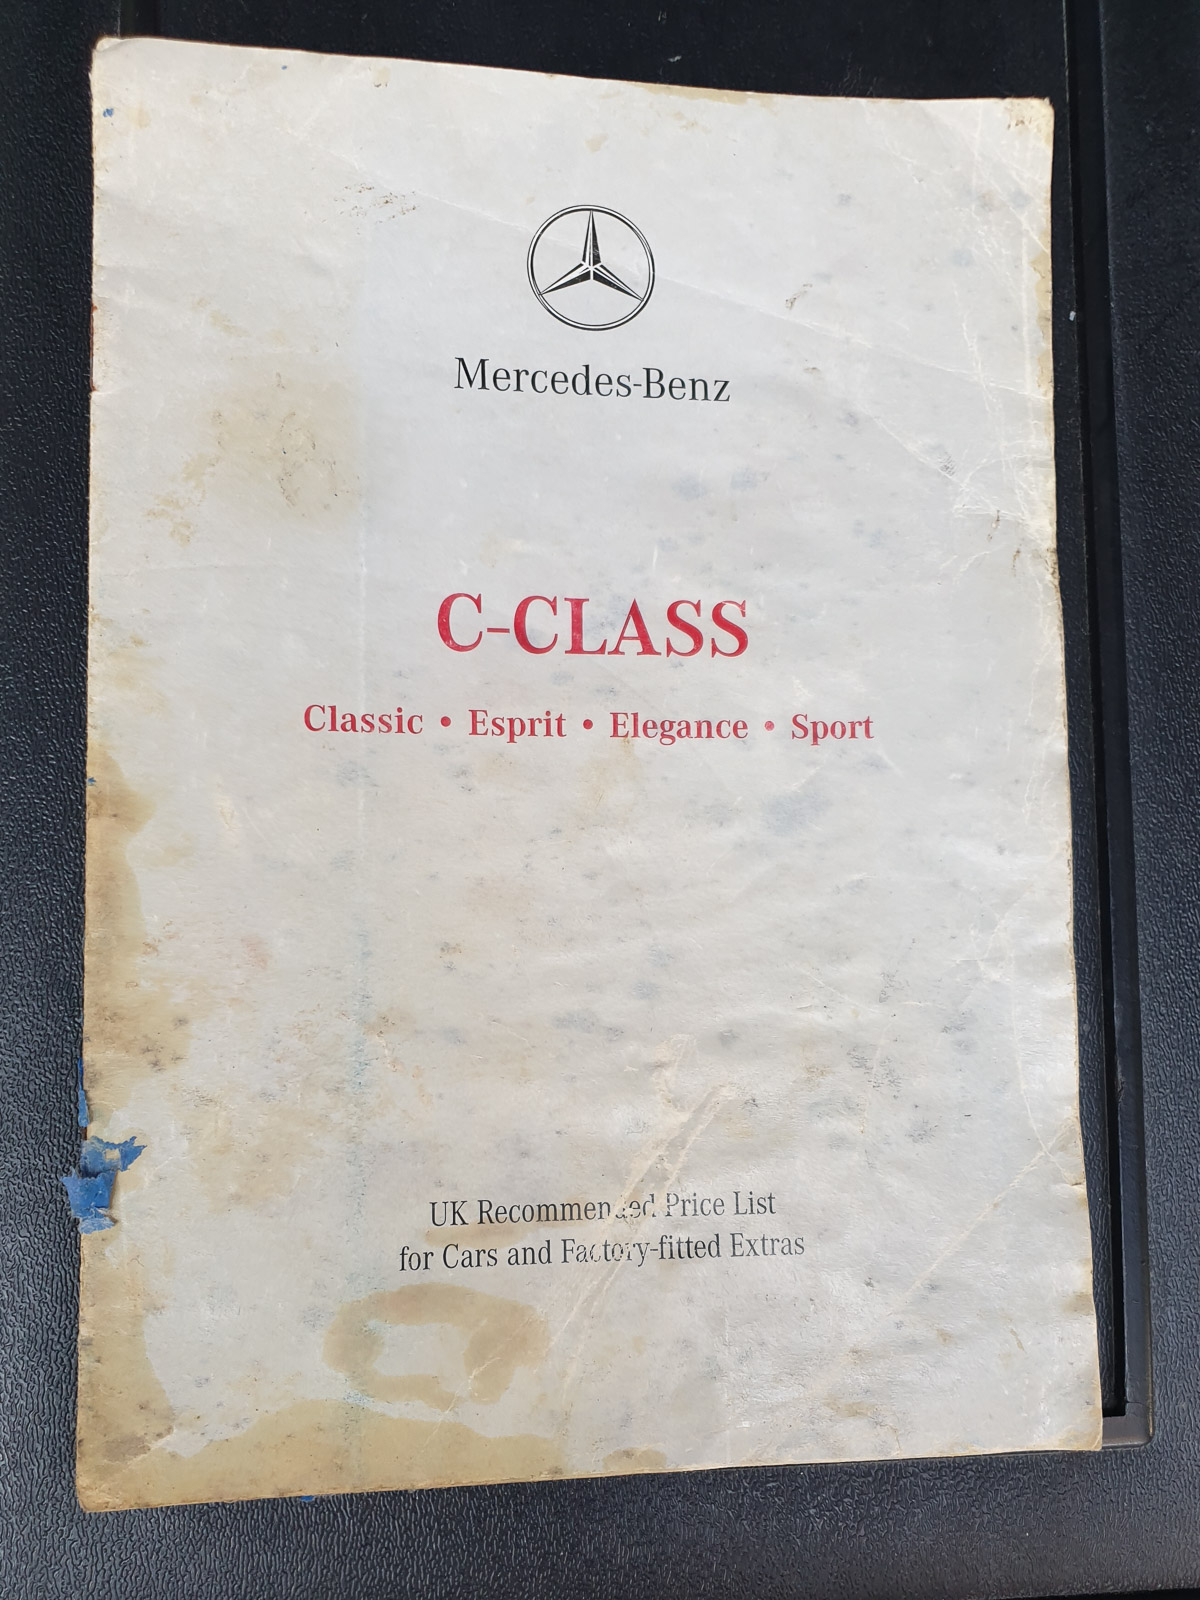 Mercedes-Benz
C-CLASS
Classic • Esprit • Elegance • Sport
UK Recommended Price List
for Cars and Factory-fitted Extras